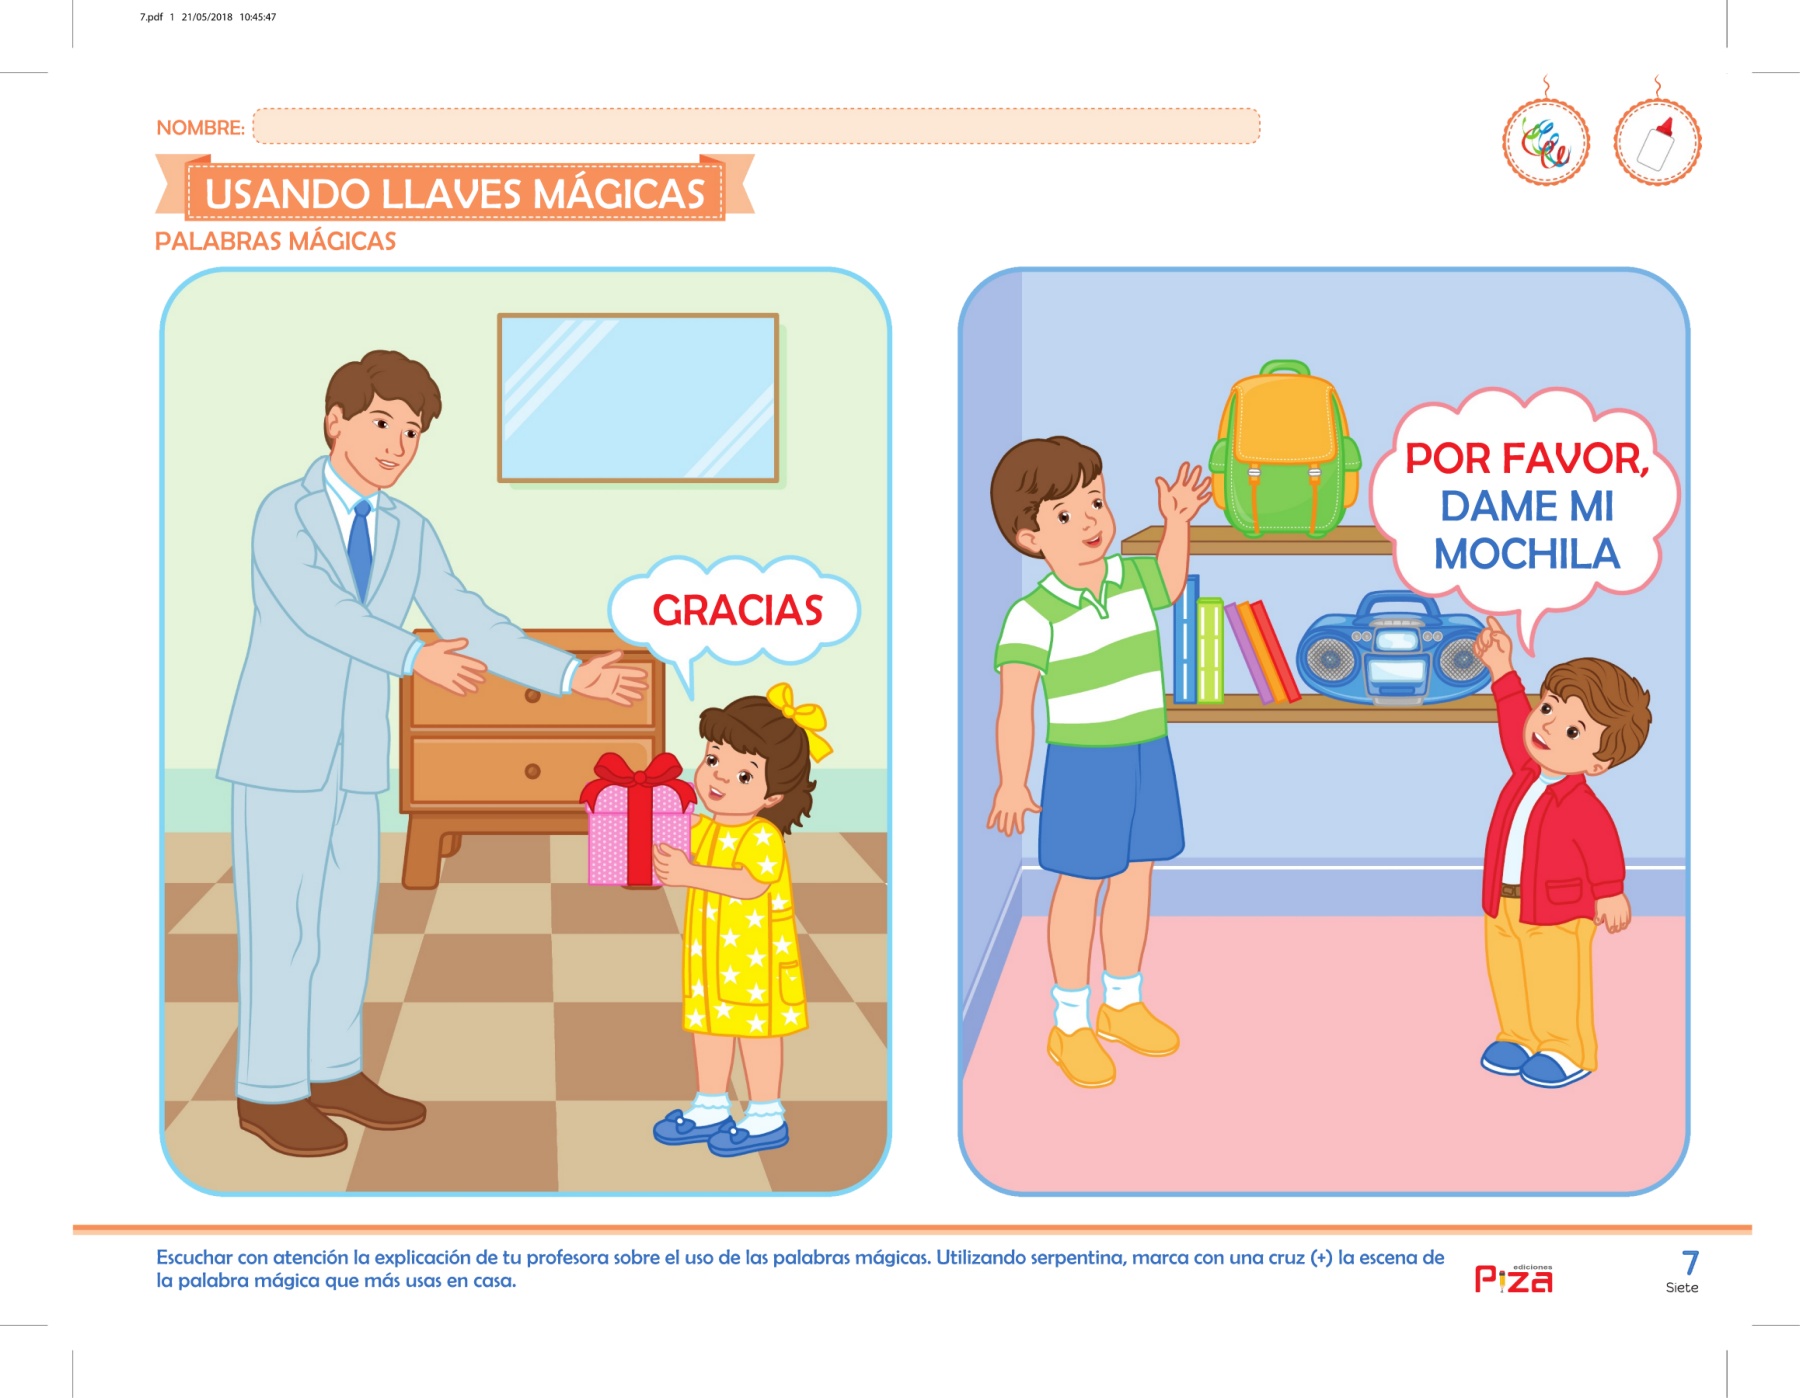 7.pdf 1 21/05/2018 10:45:47
NOMBRE:
USANDO LLAVES MÁGICAS
PALABRAS MÁGICAS
GRACIAS
POR FAVOR,
DAME MI
MOCHILA
Escuchar con atención la explicación de tu profesora sobre el uso de las palabras mágicas. Utilizando serpentina, marca con una cruz (+) la escena de
la palabra mágica que más usas en casa.
ediciones
Piza
7
Siete